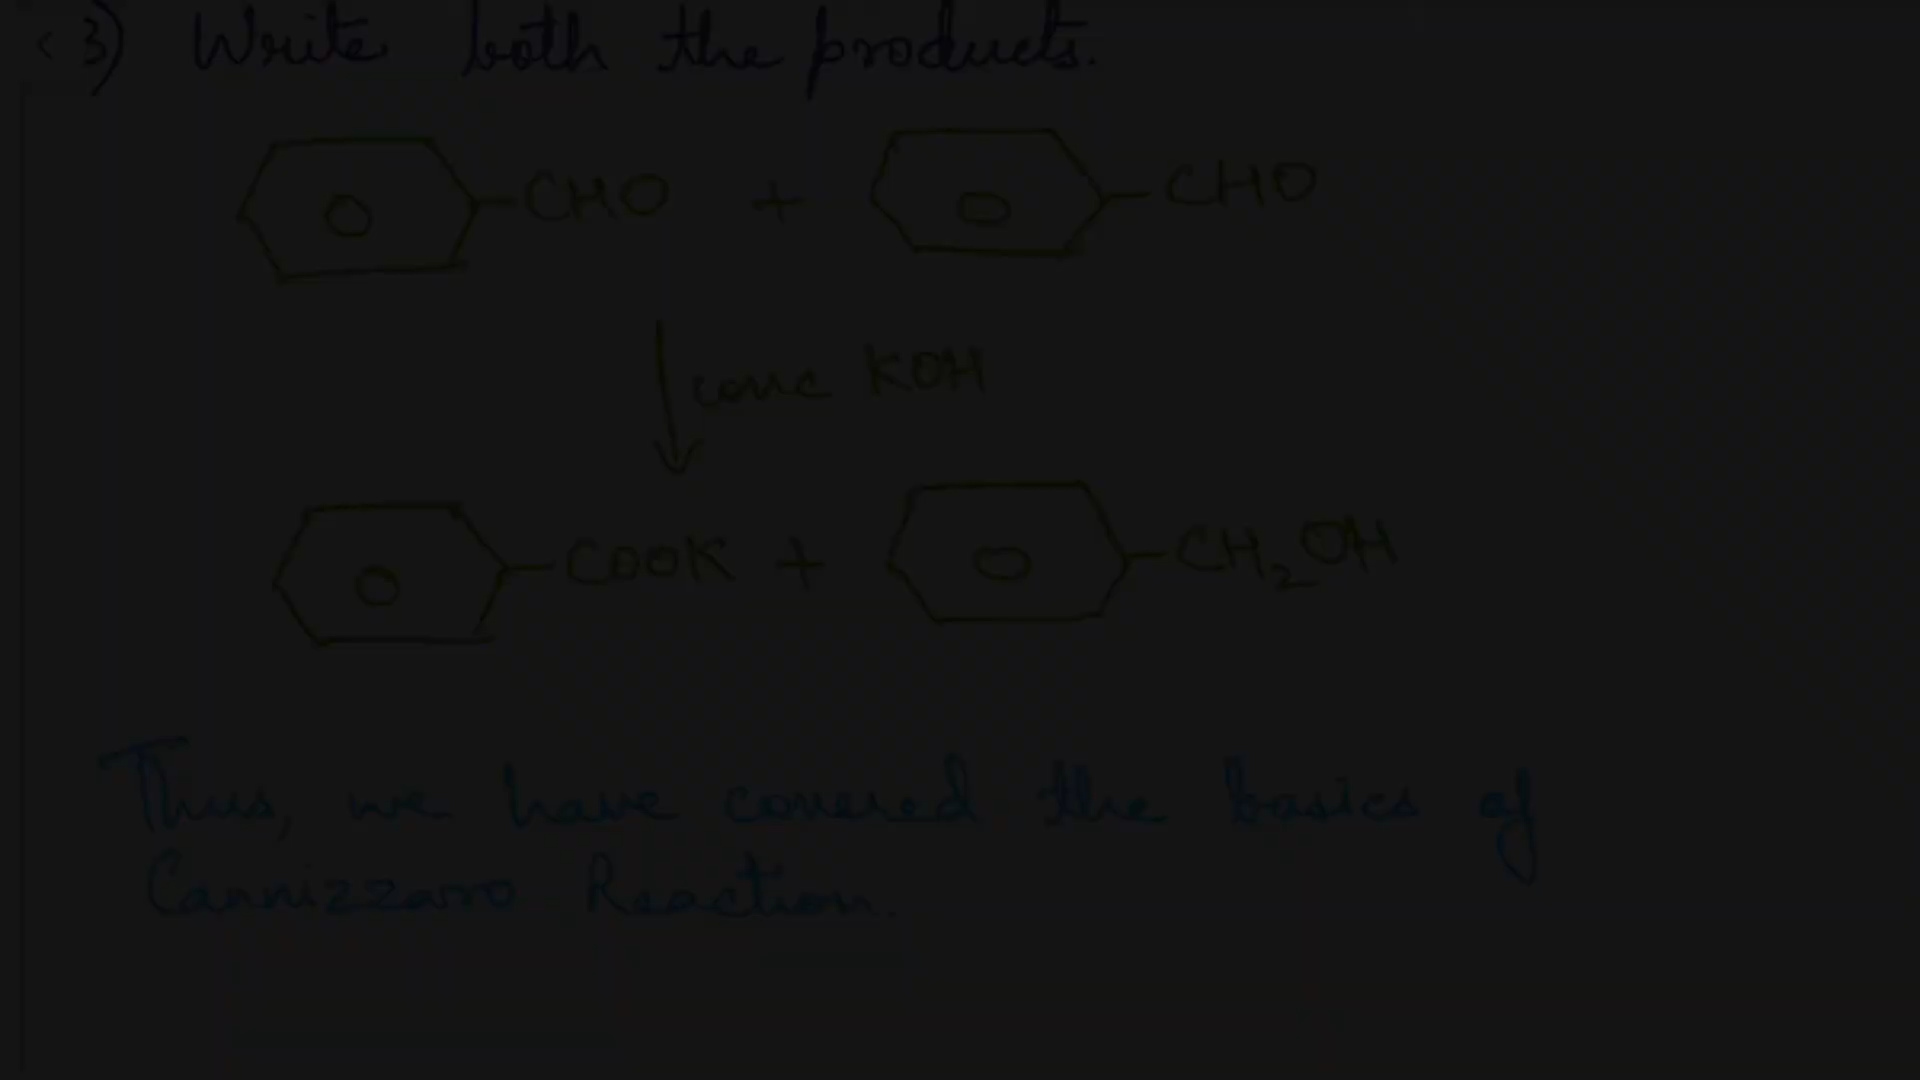 (3) Write both the products.
CHO + CHO
conc KOH
COOK + CH₂OH
Thus, we have covered the basics of
Cannizzaro Reaction.